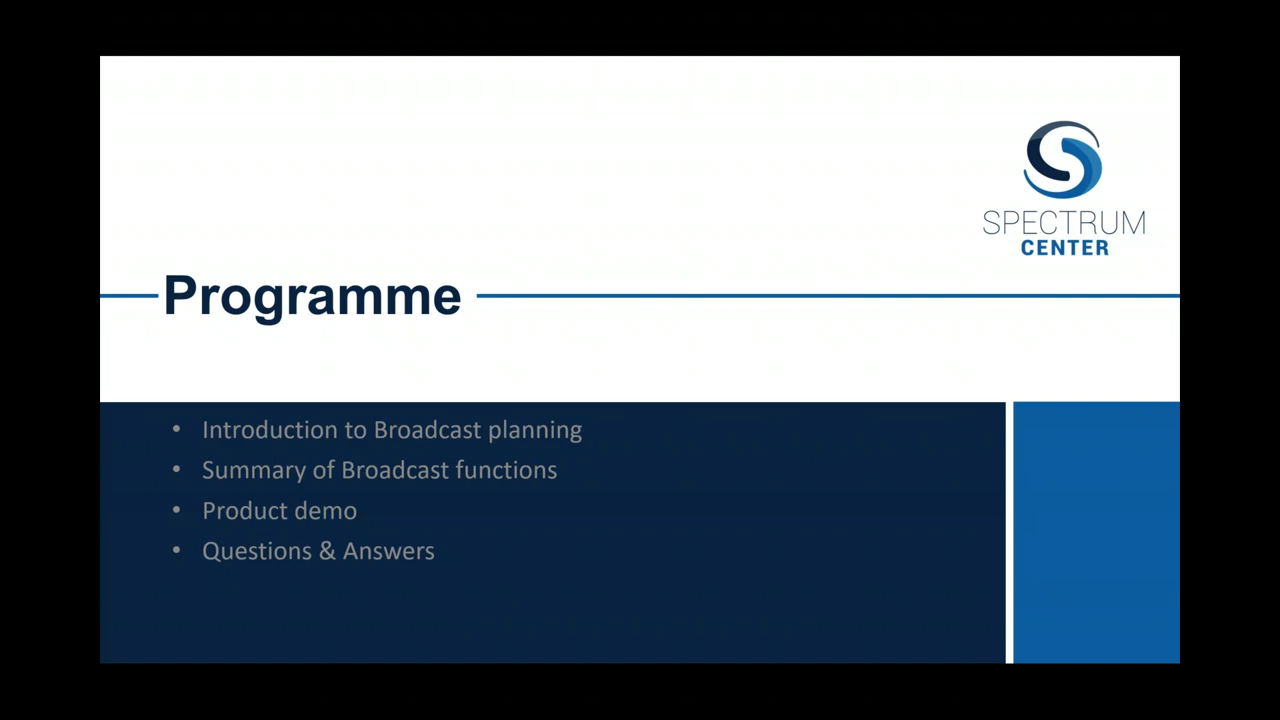 SPECTRUM
CENTER
Programme
• Introduction to Broadcast planning
• Summary of Broadcast functions
• Product demo
• Questions & Answers